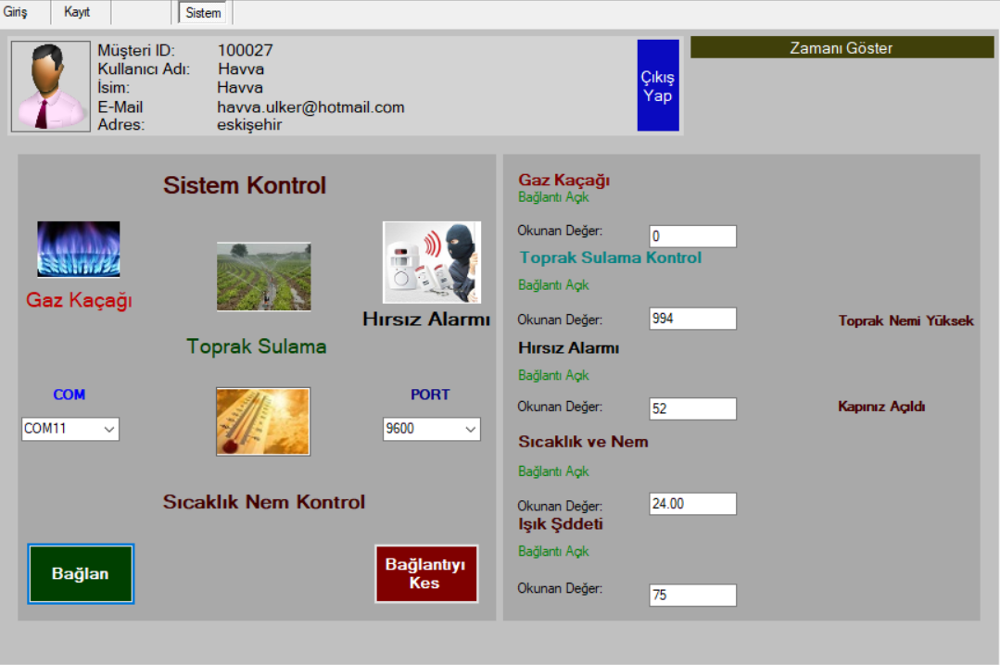 Giriş
Kayıt
Sistem
Müşteri ID: 100027
Kullanıcı Adı: Havva
İsim: Havva
E-Mail havva.ulker@hotmail.com
Adres: eskişehir
Çıkış
Yap
Zamanı Göster
Sistem Kontrol
Gaz Kaçağı
Toprak Sulama
Hırsız Alarmı
COM
COM11
PORT
9600
Sıcaklık Nem Kontrol
Bağlan
Bağlantıyı
Kes
Gaz Kaçağı
Bağlantı Açık
Okunan Değer: 0
Toprak Sulama Kontrol
Bağlantı Açık
Okunan Değer: 994 Toprak Nemi Yüksek
Hırsız Alarmı
Bağlantı Açık
Okunan Değer: 52 Kapınız Açıldı
Sıcaklık ve Nem
Bağlantı Açık
Okunan Değer: 24.00
Işık Şddeti
Bağlantı Açık
Okunan Değer: 75